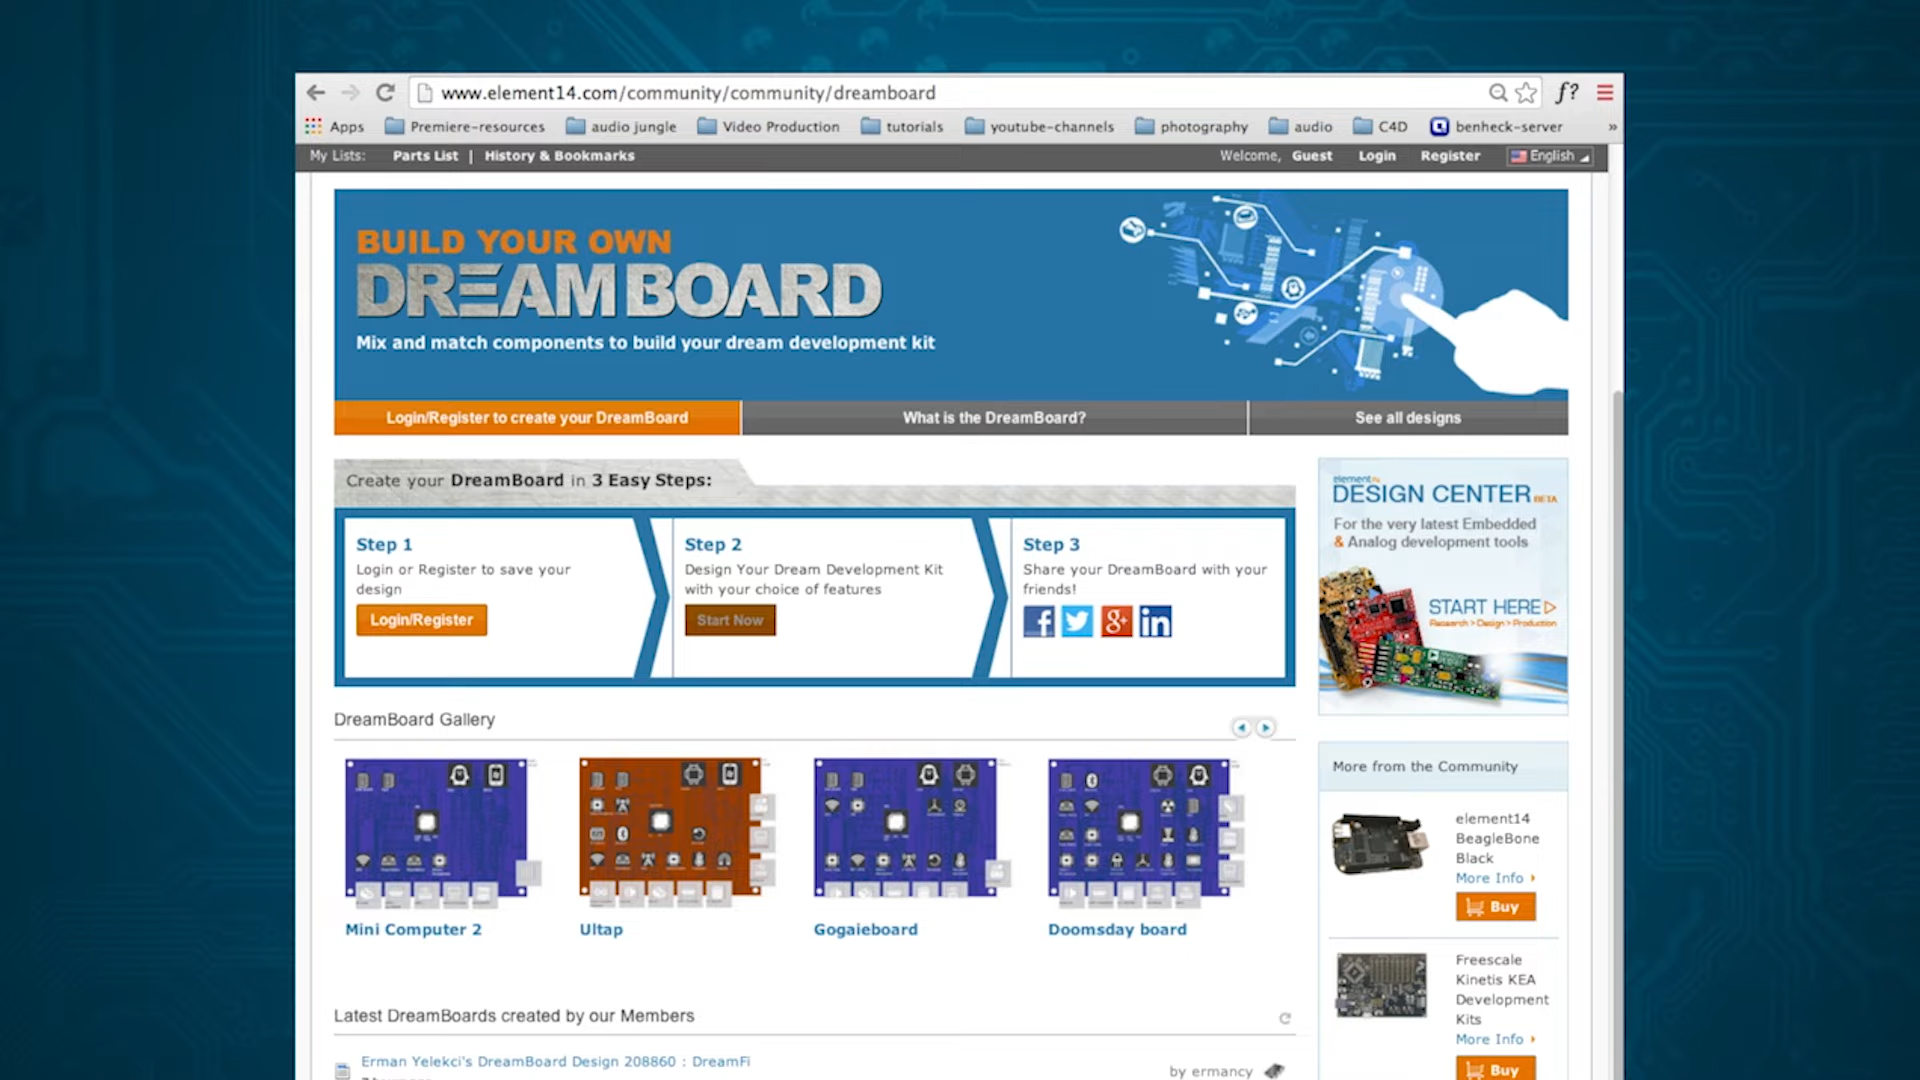 www.element14.com/community/community/dreamboard
f?
Apps
Premiere-resources
audio jungle
Video Production
tutorials
youtube-channels
photography
audio
C4D
benheck-server
»
My Lists: Parts List | History & Bookmarks
Welcome, Guest Login Register English
BUILD YOUR OWN
DREAMBOARD
Mix and match components to build your dream development kit
Login/Register to create your DreamBoard
What is the DreamBoard?
See all designs
Create your DreamBoard in 3 Easy Steps:
Step 1
Login or Register to save your
design
Login/Register
Step 2
Design Your Dream Development Kit
with your choice of features
Start Now
Step 3
Share your DreamBoard with your
friends!
f
g+
in
element14
DESIGN CENTER BETA
For the very latest Embedded
& Analog development tools
START HERE
Research > Design > Production
DreamBoard Gallery
Mini Computer 2
Ultap
Gogaieboard
Doomsday board
More from the Community
element14
BeagleBone
Black
More Info
Buy
Freescale
Kinetis KEA
Development
Kits
More Info
Buy
Latest DreamBoards created by our Members
Erman Yelekci's DreamBoard Design 208860 : DreamFi
by ermancy